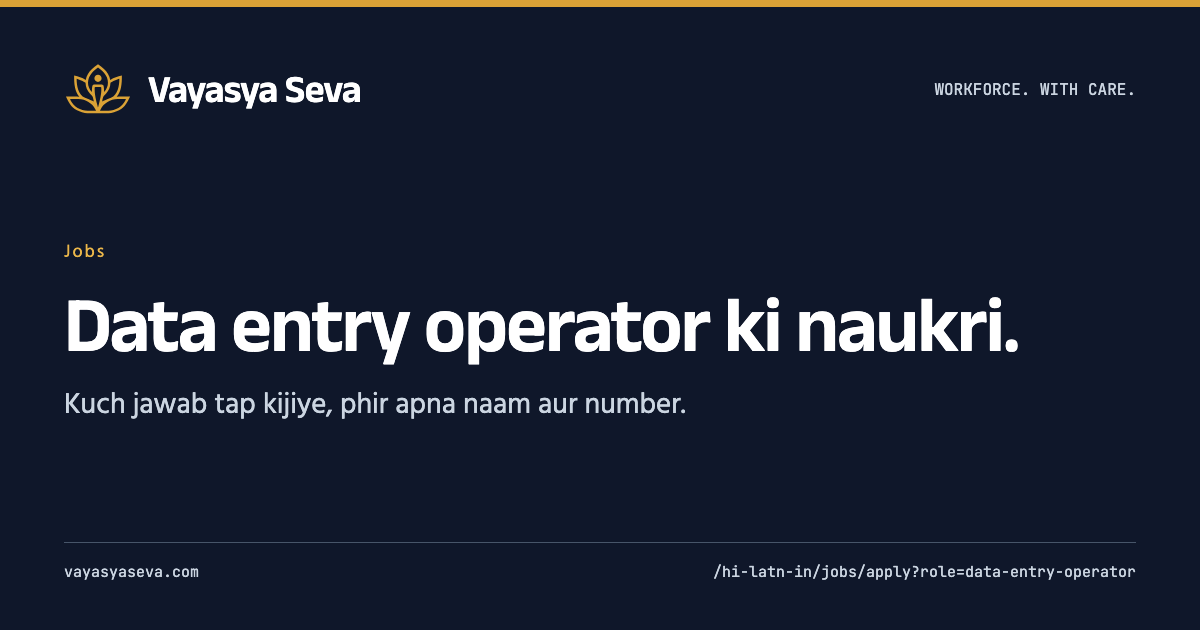 Vayasya Seva
WORKFORCE. WITH CARE.
Jobs
Data entry operator ki naukri.
Kuch jawab tap kijiye, phir apna naam aur number.
vayasyaseva.com
/hi-latn-in/jobs/apply?role=data-entry-operator